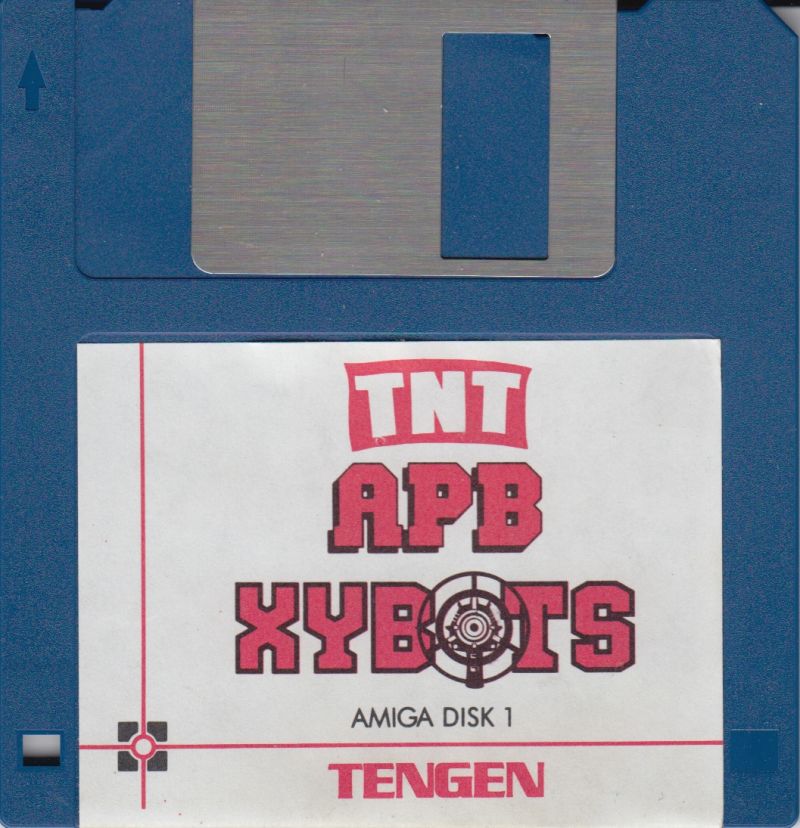 TNT
APB
XYBOTS
AMIGA DISK 1
TENGEN